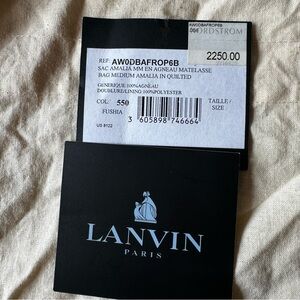 AW0DBAFROP6B
NORDSTROM
2250.00
REF: AW0DBAFROP6B
SAC AMALIA MM EN AGNEAU MATELASSE
BAG MEDIUM AMALIA IN QUILTED
GENERIQUE:100%AGNEAU
DOUBLURE/LINING:100%POLYESTER
COL: 550
FUSHIA
TAILLE /
SIZE :
3 605898 746664
LANVIN
PARIS